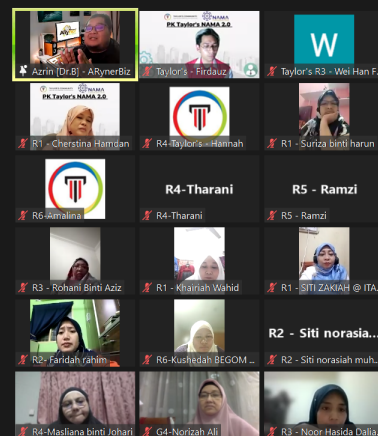 Azrin [Dr.B] - ARynerBiz
PK Taylor's NAMA 2.0
Taylor's - Firdauz
W
Taylor's R3 - Wei Han F.
PK Taylor's NAMA 2.0
R1 - Cherstina Hamdan
R4-Taylor's - Hannah
R1 - Suriza binti harun
R6-Amalina
R4-Tharani
R4-Tharani
R5 - Ramzi
R5 - Ramzi
R3 - Rohani Binti Aziz
R1 - Khairiah Wahid
R1 - SITI ZAKIAH @ ITA..
R2- Faridah rahim
R6-Kushedah BEGOM ...
R2 - Siti norasia...
R2 - Siti norasiah muh..
R4-Masliana binti Johari
G4-Norizah Ali
R3 - Noor Hasida Dalia.